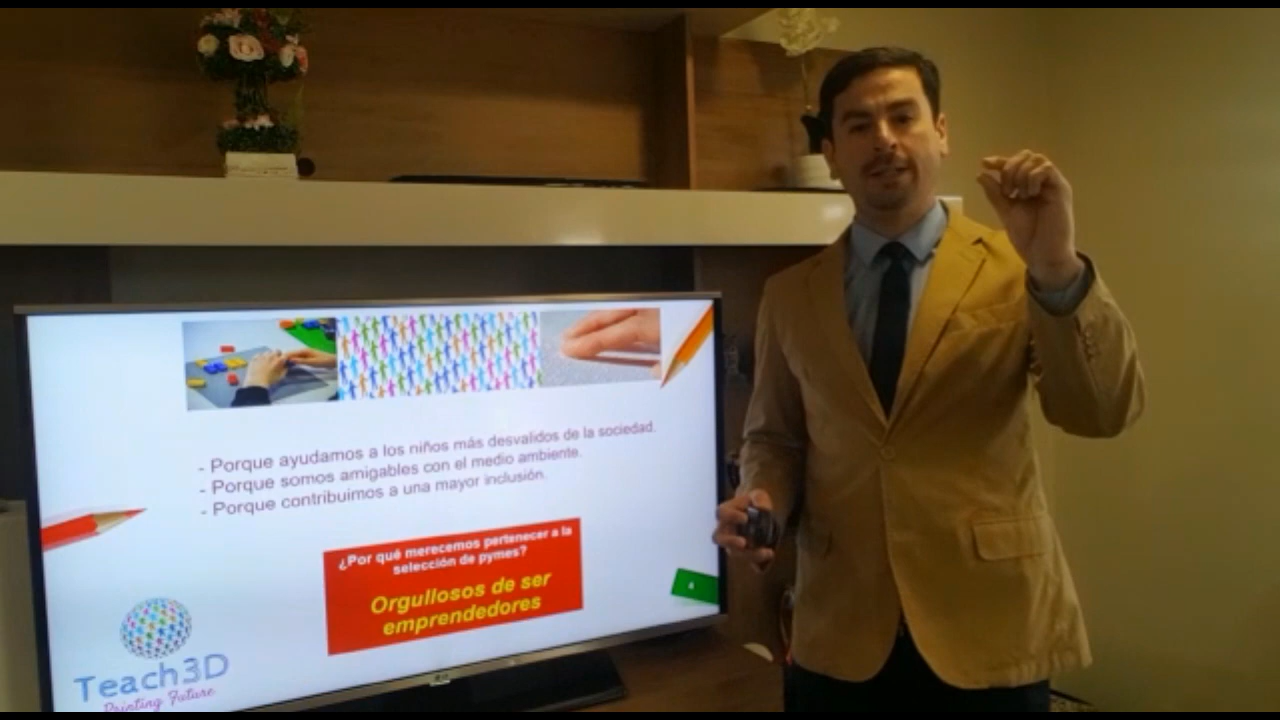 - Porque ayudamos a los niños más desvalidos de la sociedad.
- Porque somos amigables con el medio ambiente.
- Porque contribuimos a una mayor inclusión.
¿Por qué merecemos pertenecer a la
selección de pymes?
Orgullosos de ser
emprendedores
4
Teach3D
Printing Future